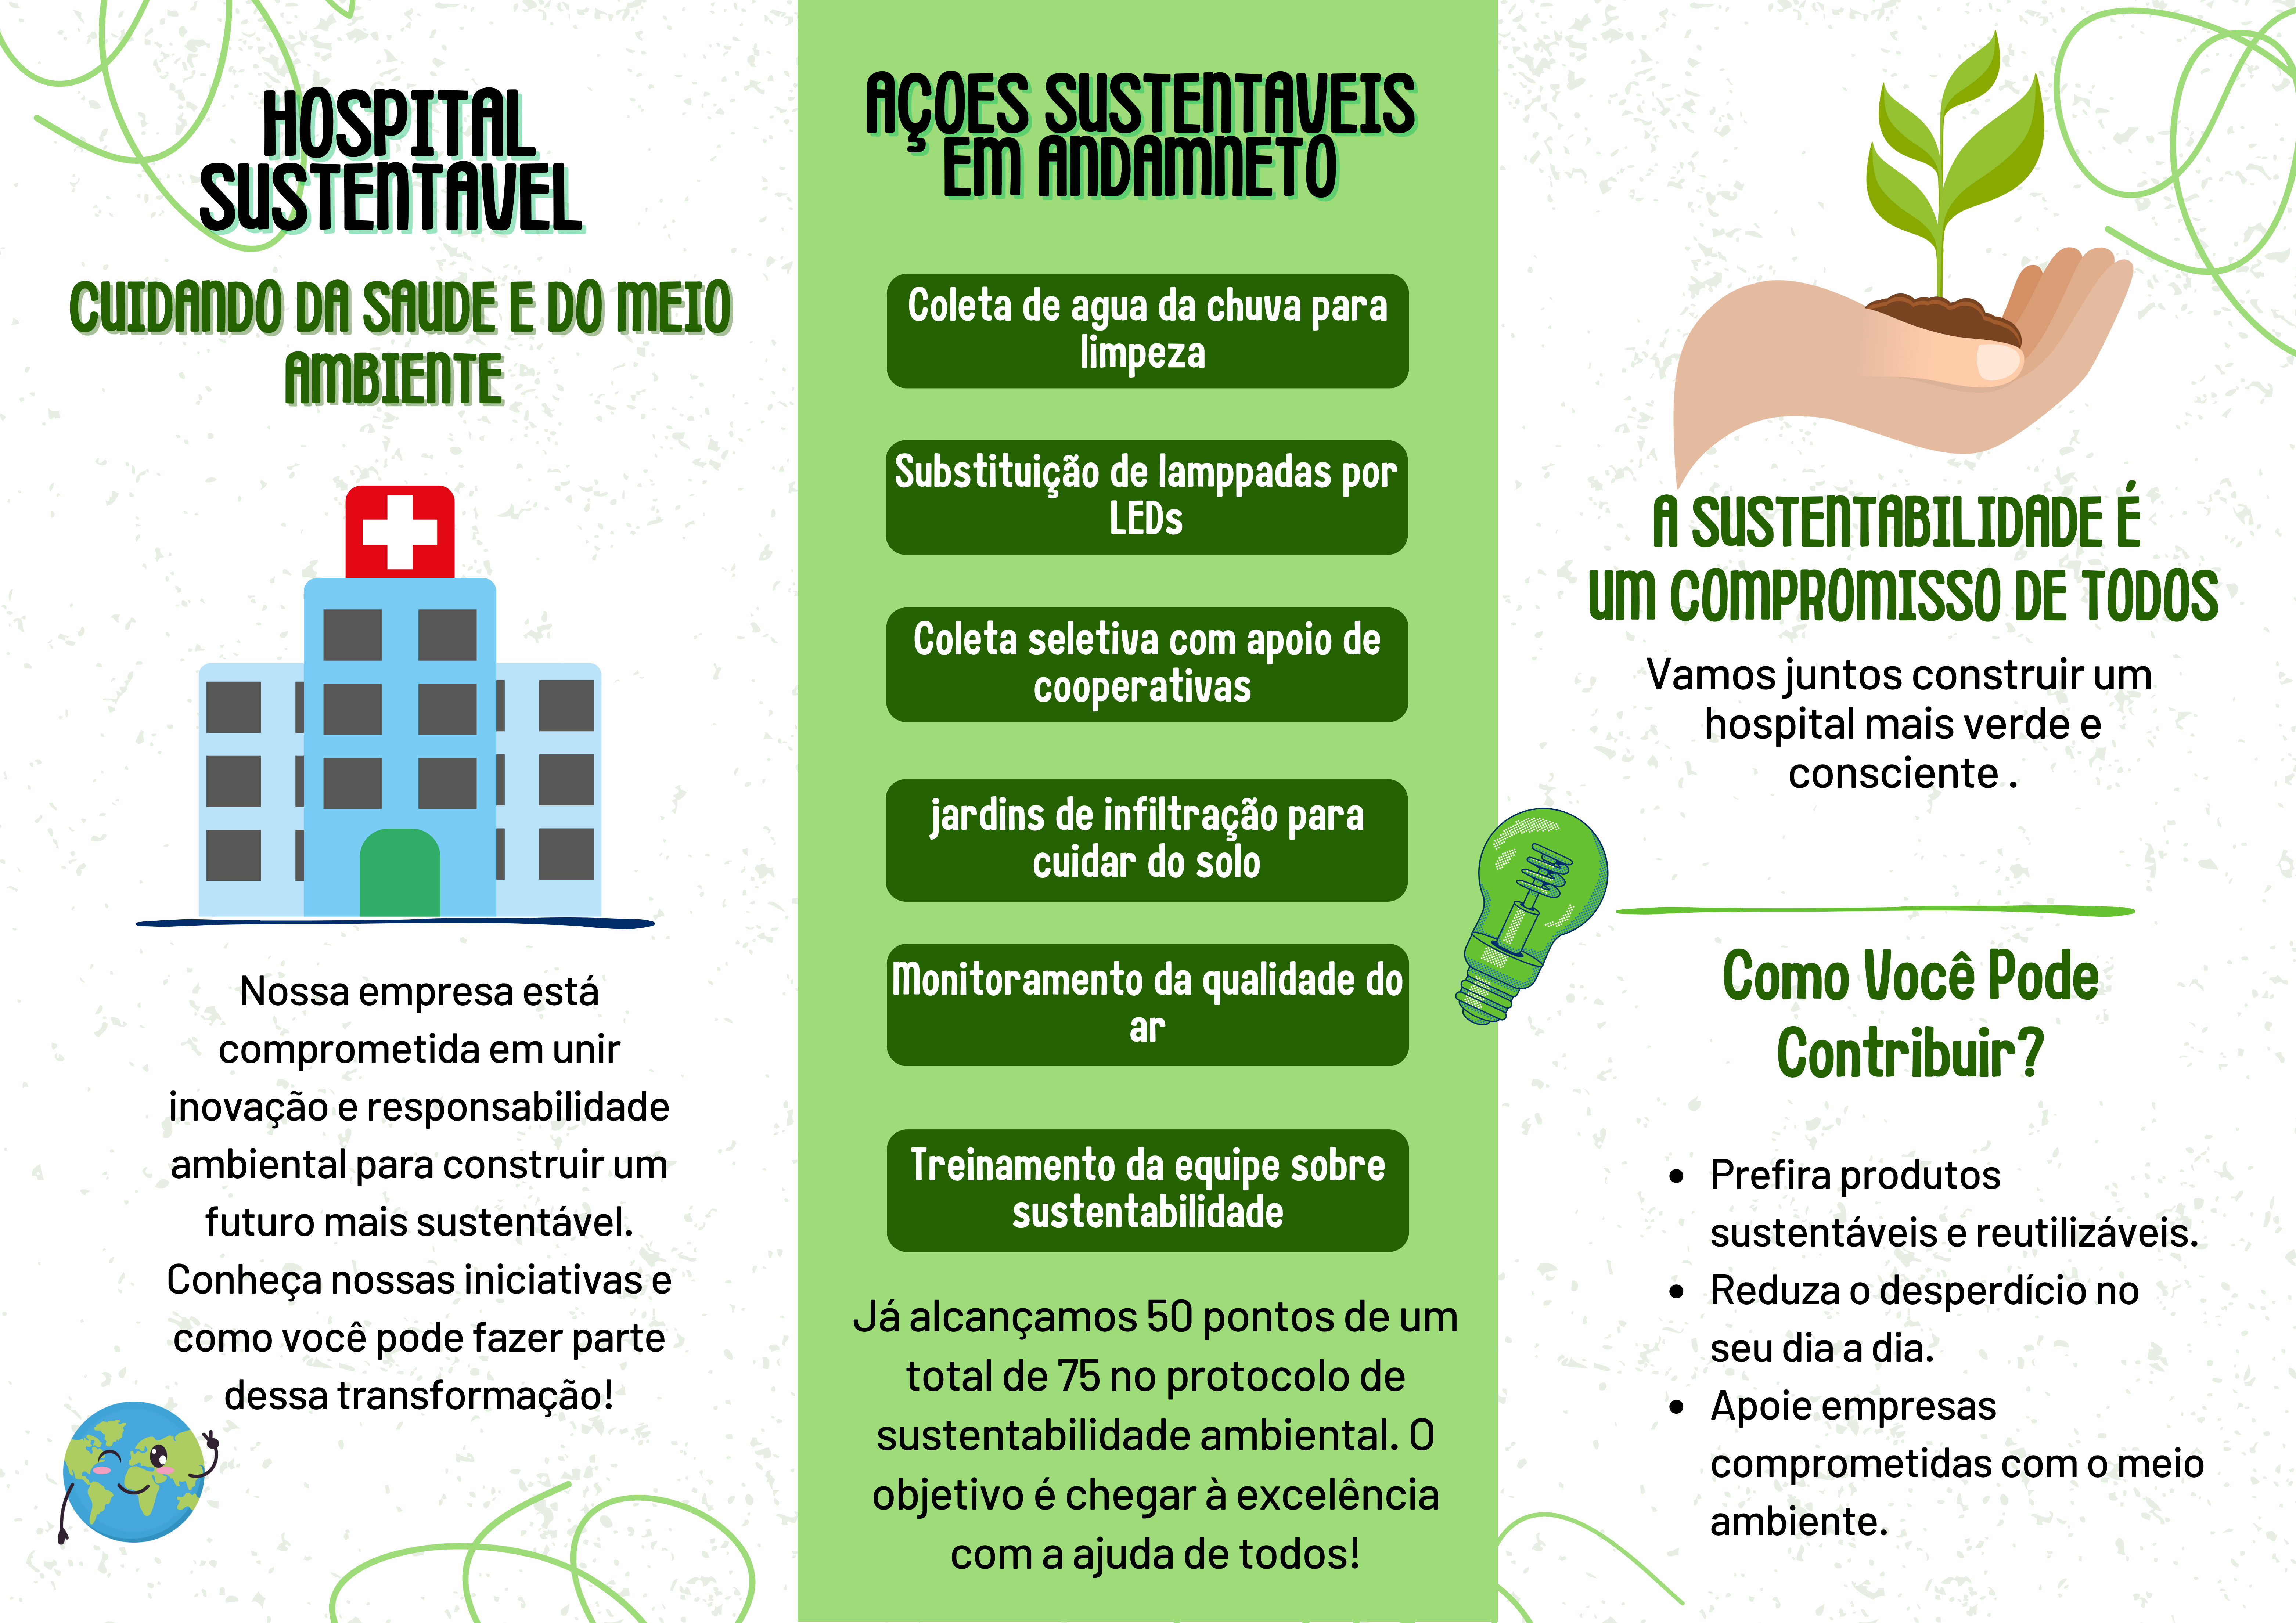 HOSPITAL
SUSTENTAVEL
CUIDANDO DA SAUDE E DO MEIO
AMBIENTE
Nossa empresa está
comprometida em unir
inovação e responsabilidade
ambiental para construir um
futuro mais sustentável.
Conheça nossas iniciativas e
como você pode fazer parte
dessa transformação!
AÇOES SUSTENTAVEIS
EM ANDAMNETO
Coleta de agua da chuva para
limpeza
Substituição de lamppadas por
LEDs
Coleta seletiva com apoio de
cooperativas
jardins de infiltração para
cuidar do solo
Monitoramento da qualidade do
ar
Treinamento da equipe sobre
sustentabilidade
Já alcançamos 50 pontos de um
total de 75 no protocolo de
sustentabilidade ambiental. O
objetivo é chegar à excelência
com a ajuda de todos!
A SUSTENTABILIDADE É
UM COMPROMISSO DE TODOS
Vamos juntos construir um
hospital mais verde e
consciente .
Como Você Pode
Contribuir?
• Prefira produtos
sustentáveis e reutilizáveis.
• Reduza o desperdício no
seu dia a dia.
• Apoie empresas
comprometidas com o meio
ambiente.